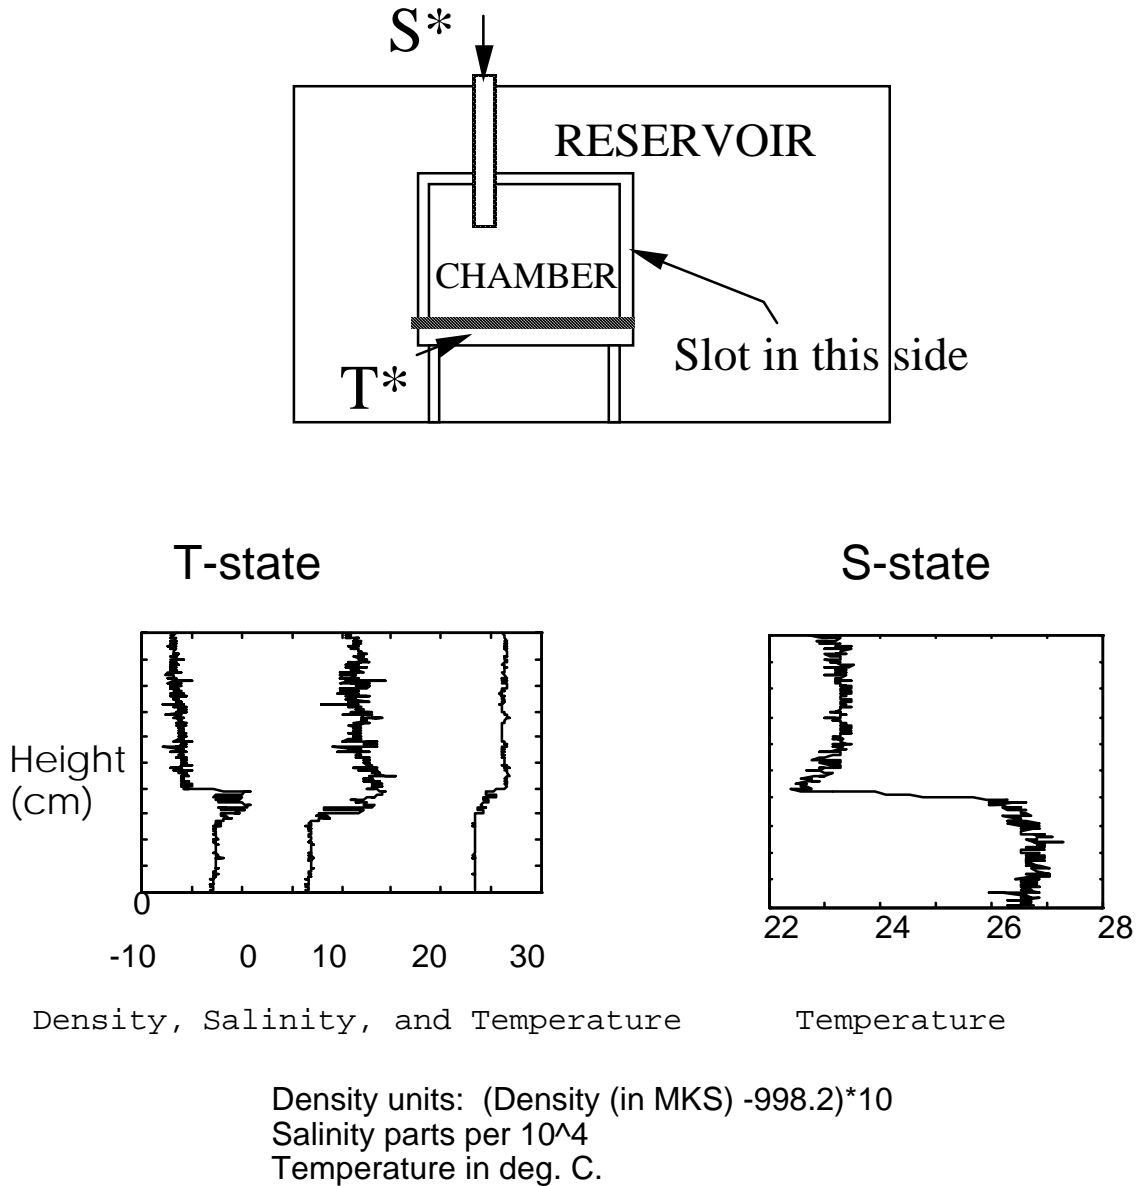 S*
RESERVOIR
CHAMBER
Slot in this side
T*
T-state
S-state
Height
(cm)
0
22 24 26 28
-10 0 10 20 30
Density, Salinity, and Temperature
Temperature
Density units: (Density (in MKS) -998.2)*10
Salinity parts per 10^4
Temperature in deg. C.